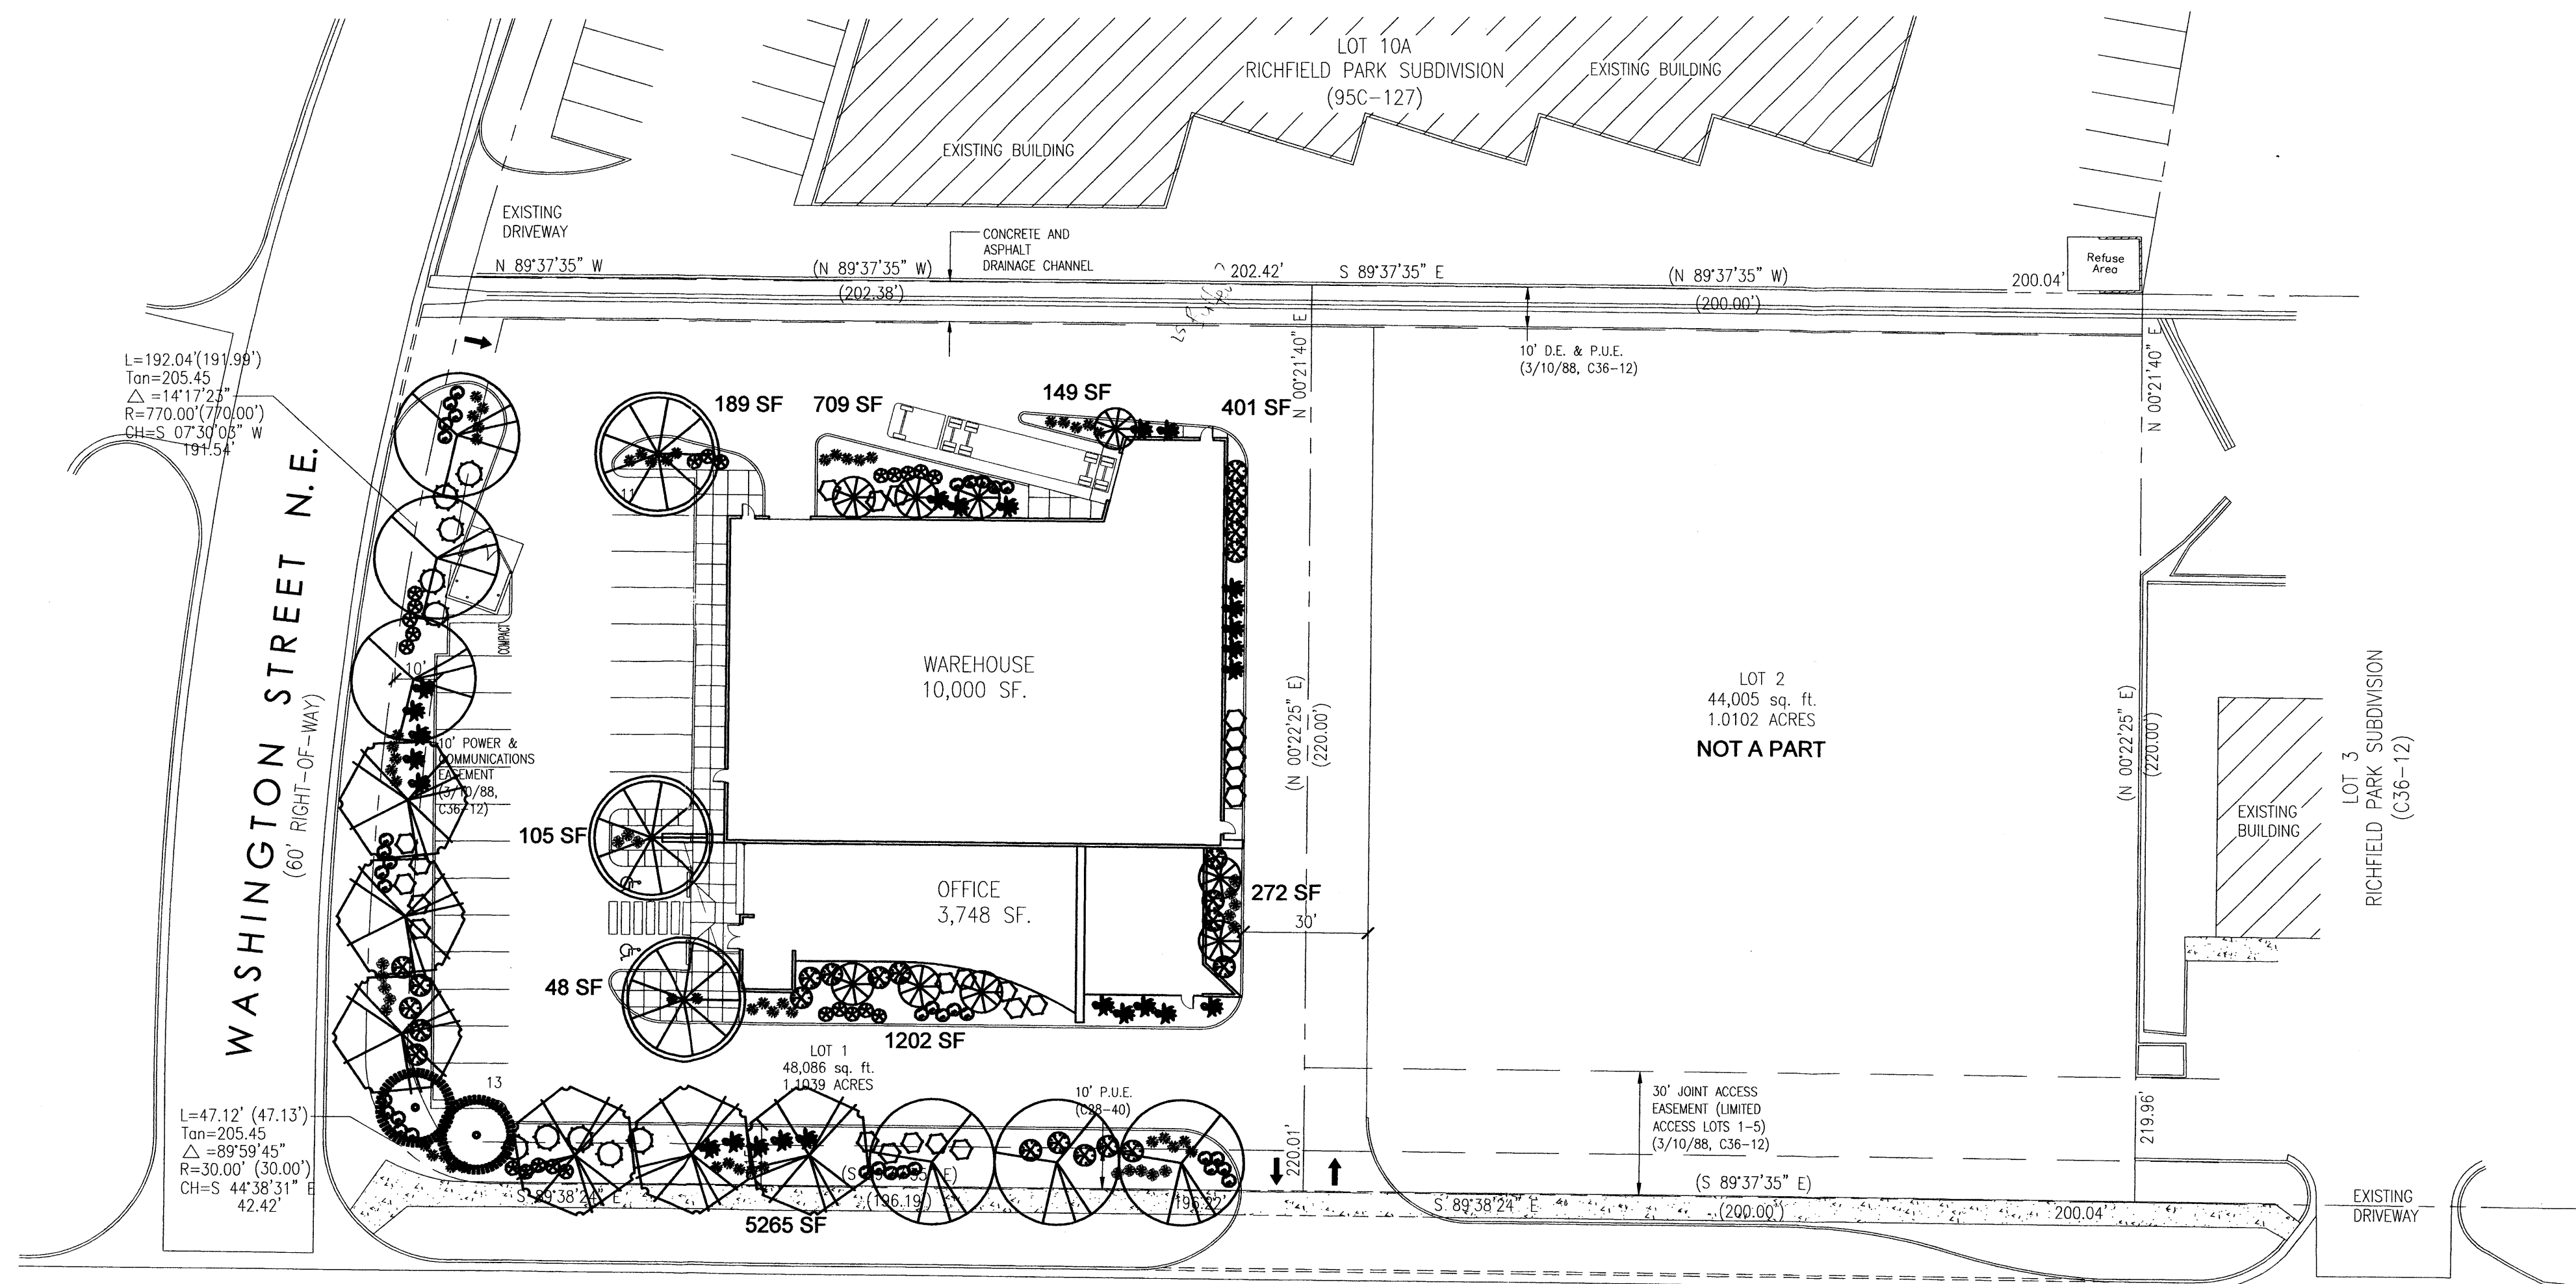 LOT 10A
RICHFIELD PARK SUBDIVISION
(95C-127)
EXISTING BUILDING
EXISTING BUILDING
EXISTING
DRIVEWAY
CONCRETE AND
ASPHALT
DRAINAGE CHANNEL
N 89°37'35" W
(N 89°37'35" W)
(202.38')
202.42'
S 89°37'35" E
(N 89°37'35" W)
(200.00')
200.04'
Refuse
Area
N 00°21'40" E
10' D.E. & P.U.E.
(3/10/88, C36-12)
N 00°21'40" E
L=192.04'(191.99')
Tan=205.45
△ =14°17'23"
R=770.00'(770.00')
CH=S 07°30'03" W
191.54'
189 SF
709 SF
149 SF
401 SF
11
WASHINGTON STREET N.E.
(60' RIGHT-OF-WAY)
COMPACT
10'
10' POWER &
COMMUNICATIONS
EASEMENT
(3/10/88,
C36-12)
WAREHOUSE
10,000 SF.
(N 00°22'25" E)
(220.00')
LOT 2
44,005 sq. ft.
1.0102 ACRES
NOT A PART
(N 00°22'25" E)
(220.00')
LOT 3
RICHFIELD PARK SUBDIVISION
(C36-12)
EXISTING
BUILDING
105 SF
OFFICE
3,748 SF.
272 SF
30'
48 SF
1202 SF
LOT 1
48,086 sq. ft.
1.1039 ACRES
13
10' P.U.E.
(C28-40)
30' JOINT ACCESS
EASEMENT (LIMITED
ACCESS LOTS 1-5)
(3/10/88, C36-12)
219.96'
220.01'
L=47.12' (47.13')
Tan=205.45
△ =89°59'45"
R=30.00' (30.00')
CH=S 44°38'31" E
42.42'
S 89°38'24" E
(196.19')
196.22'
5265 SF
(S 89°37'35" E)
S 89°38'24" E
(200.00')
200.04'
EXISTING
DRIVEWAY